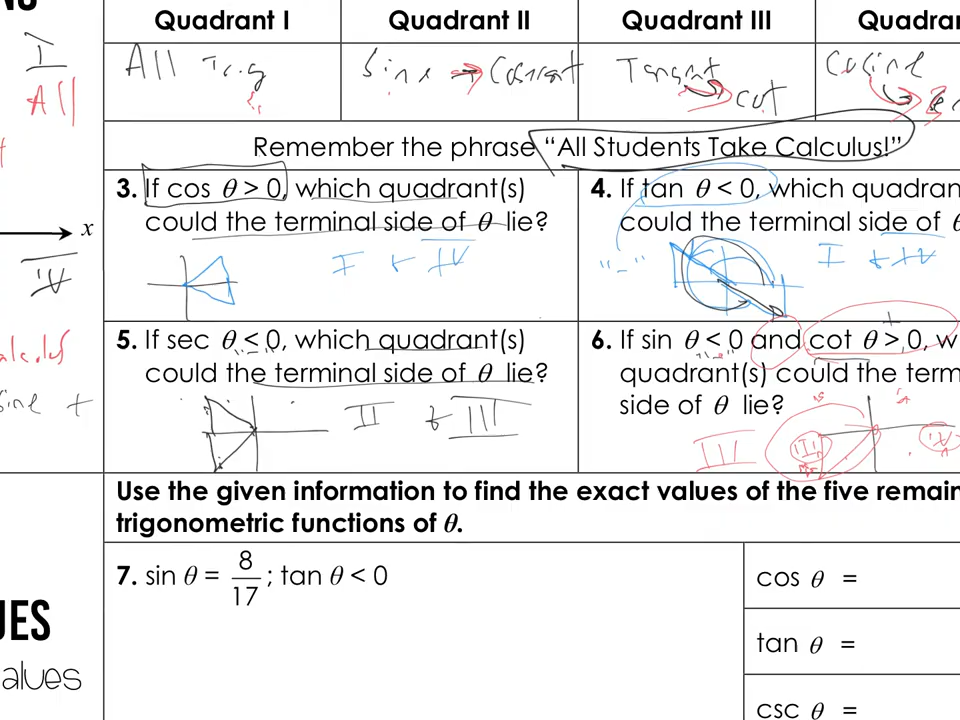 Quadrant I Quadrant II Quadrant III Quadran
I
All
All Trig
Sine → Cosecant
Tangent → cot
Cosine
Remember the phrase “All Students Take Calculus!”
3. If cos θ > 0, which quadrant(s)
could the terminal side of θ lie?
I + IV
4. If tan θ < 0, which quadran
could the terminal side of θ
"-"
x
IV
5. If sec θ < 0, which quadrant(s)
"-"
could the terminal side of θ lie?
II + III
6. If sin θ < 0 and cot θ > 0, w
+
"-"
quadrant(s) could the term
side of θ lie?
III
III
IV
alculus
sine +
Use the given information to find the exact values of the five remain
trigonometric functions of θ.
7. sin θ = 8/17 ; tan θ < 0
cos θ =
tan θ =
csc θ =
UES
alues